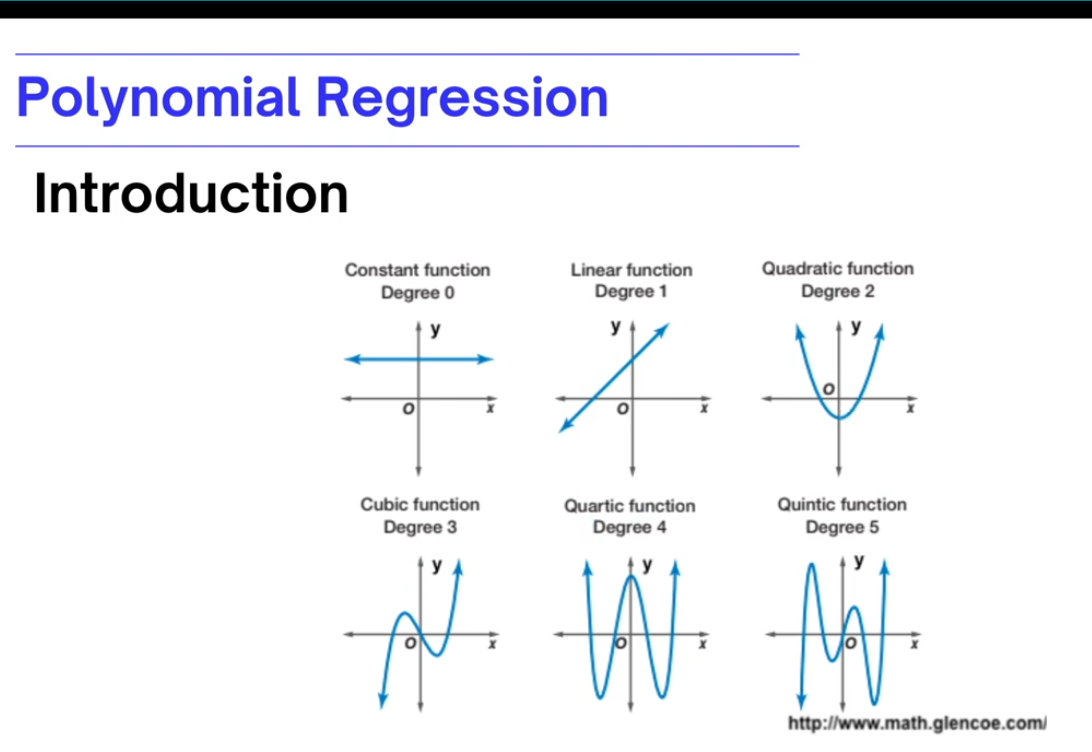 Polynomial Regression
Introduction
Constant function
Degree 0
Linear function
Degree 1
Quadratic function
Degree 2
y
O
x
y
O
x
y
O
x
Cubic function
Degree 3
Quartic function
Degree 4
Quintic function
Degree 5
y
O
x
y
O
x
y
O
x
http://www.math.glencoe.com/